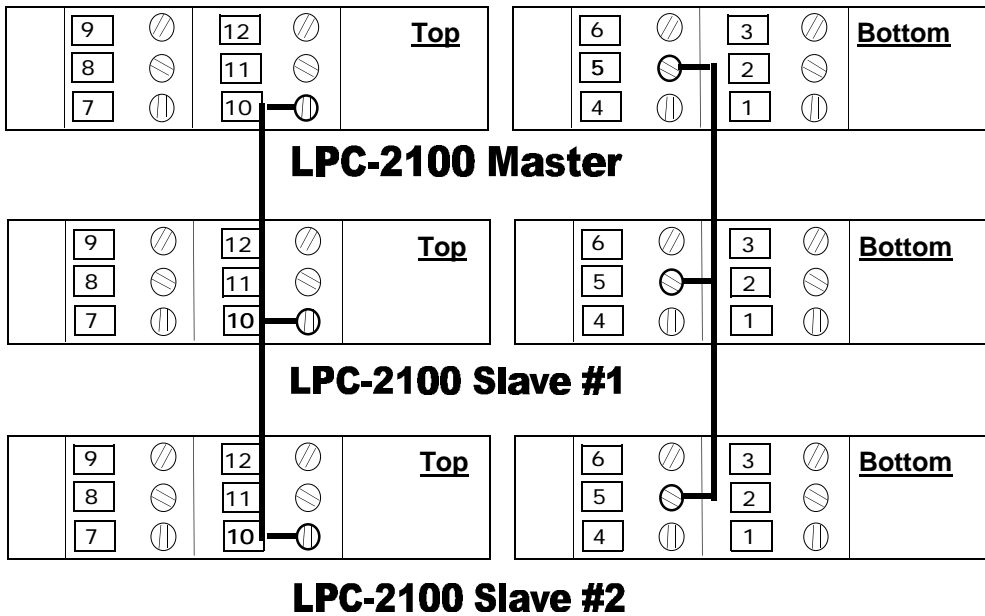 9 12 Top 6 3 Bottom
8 11 5 2
7 10 4 1
LPC-2100 Master
9 12 Top 6 3 Bottom
8 11 5 2
7 10 4 1
LPC-2100 Slave #1
9 12 Top 6 3 Bottom
8 11 5 2
7 10 4 1
LPC-2100 Slave #2